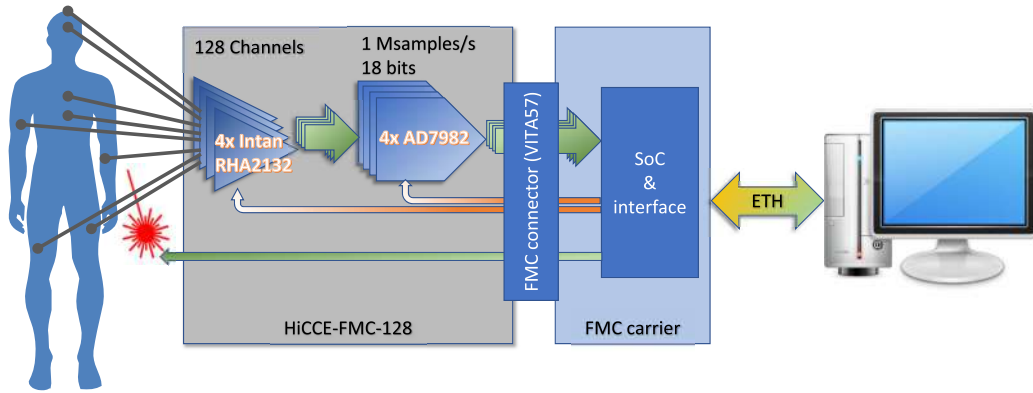 128 Channels
1 Msamples/s
18 bits
4x Intan
RHA2132
4x AD7982
FMC connector (VITA57)
SoC
&
interface
ETH
HiCCE-FMC-128
FMC carrier